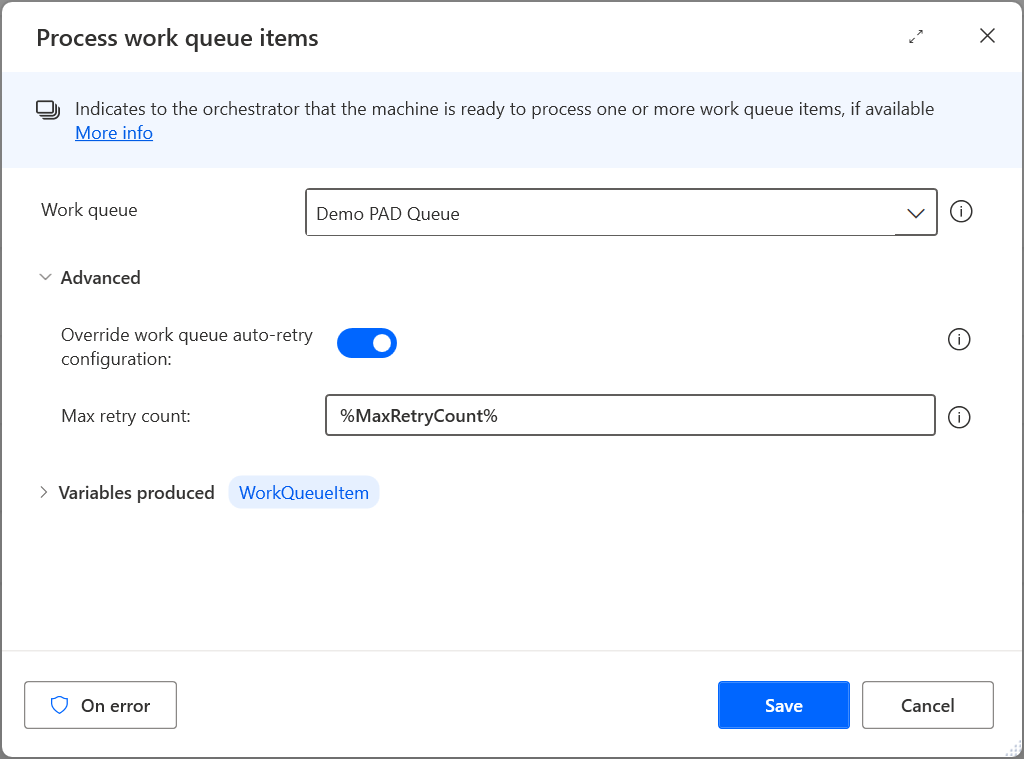 Process work queue items
Indicates to the orchestrator that the machine is ready to process one or more work queue items, if available
More info
Work queue
Demo PAD Queue
Advanced
Override work queue auto-retry
configuration:
Max retry count:
%MaxRetryCount%
Variables produced
WorkQueueItem
On error
Save
Cancel